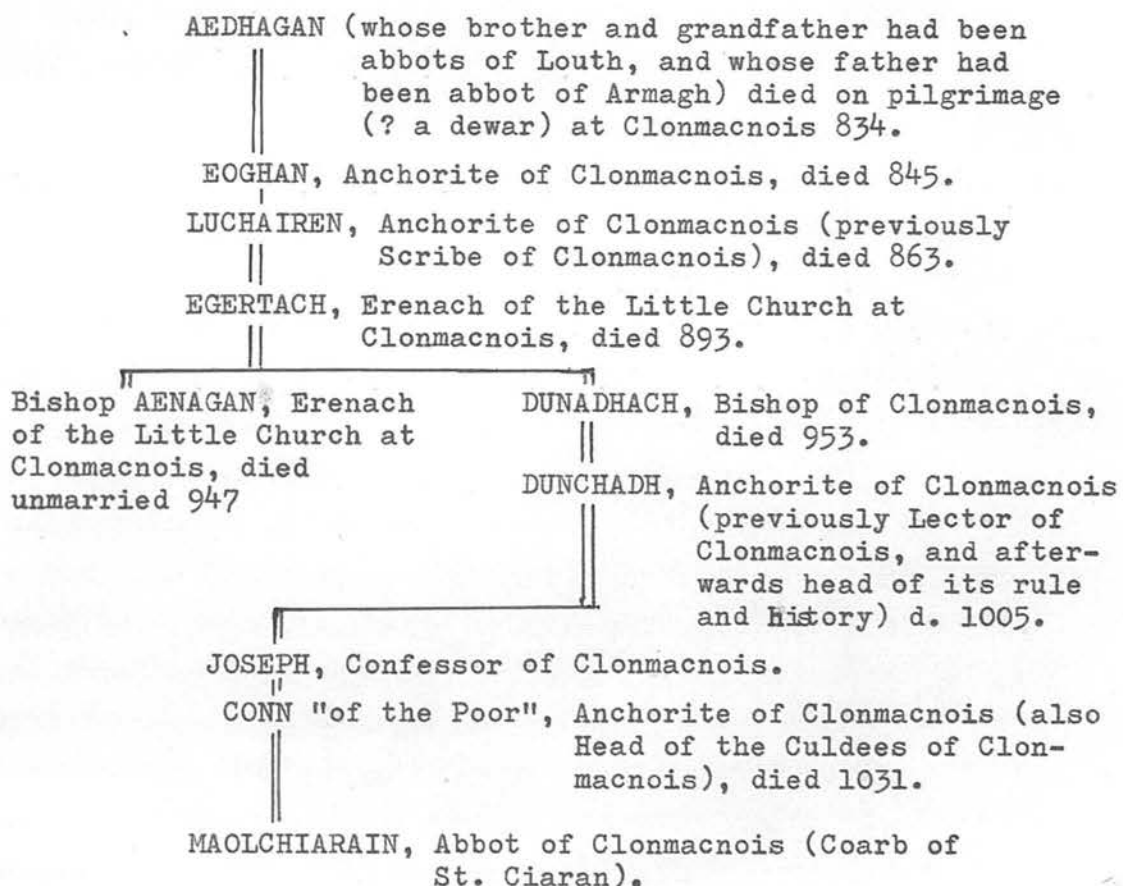 AEDHAGAN (whose brother and grandfather had been
abbots of Louth, and whose father had
been abbot of Armagh) died on pilgrimage
(? a dewar) at Clonmacnois 834.
EOGHAN, Anchorite of Clonmacnois, died 845.
LUCHAIREN, Anchorite of Clonmacnois (previously
Scribe of Clonmacnois), died 863.
EGERTACH, Erenach of the Little Church at
Clonmacnois, died 893.
Bishop AENAGAN, Erenach
of the Little Church at
Clonmacnois, died
unmarried 947
DUNADHACH, Bishop of Clonmacnois,
died 953.
DUNCHADH, Anchorite of Clonmacnois
(previously Lector of
Clonmacnois, and after-
wards head of its rule
and history) d. 1005.
JOSEPH, Confessor of Clonmacnois.
CONN "of the Poor", Anchorite of Clonmacnois (also
Head of the Culdees of Clon-
macnois), died 1031.
MAOLCHIARAIN, Abbot of Clonmacnois (Coarb of
St. Ciaran).